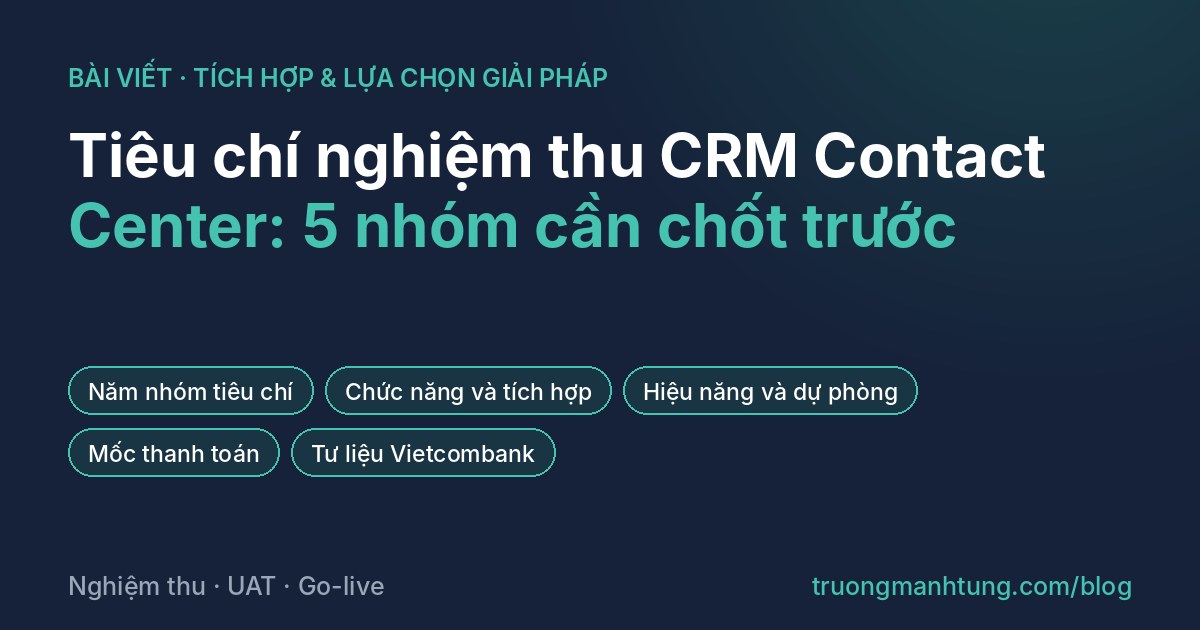 BÀI VIẾT · TÍCH HỢP & LỰA CHỌN GIẢI PHÁP
Tiêu chí nghiệm thu CRM Contact
Center: 5 nhóm cần chốt trước
Năm nhóm tiêu chí
Chức năng và tích hợp
Hiệu năng và dự phòng
Mốc thanh toán
Tư liệu Vietcombank
Nghiệm thu · UAT · Go-live
truongmanhtung.com/blog